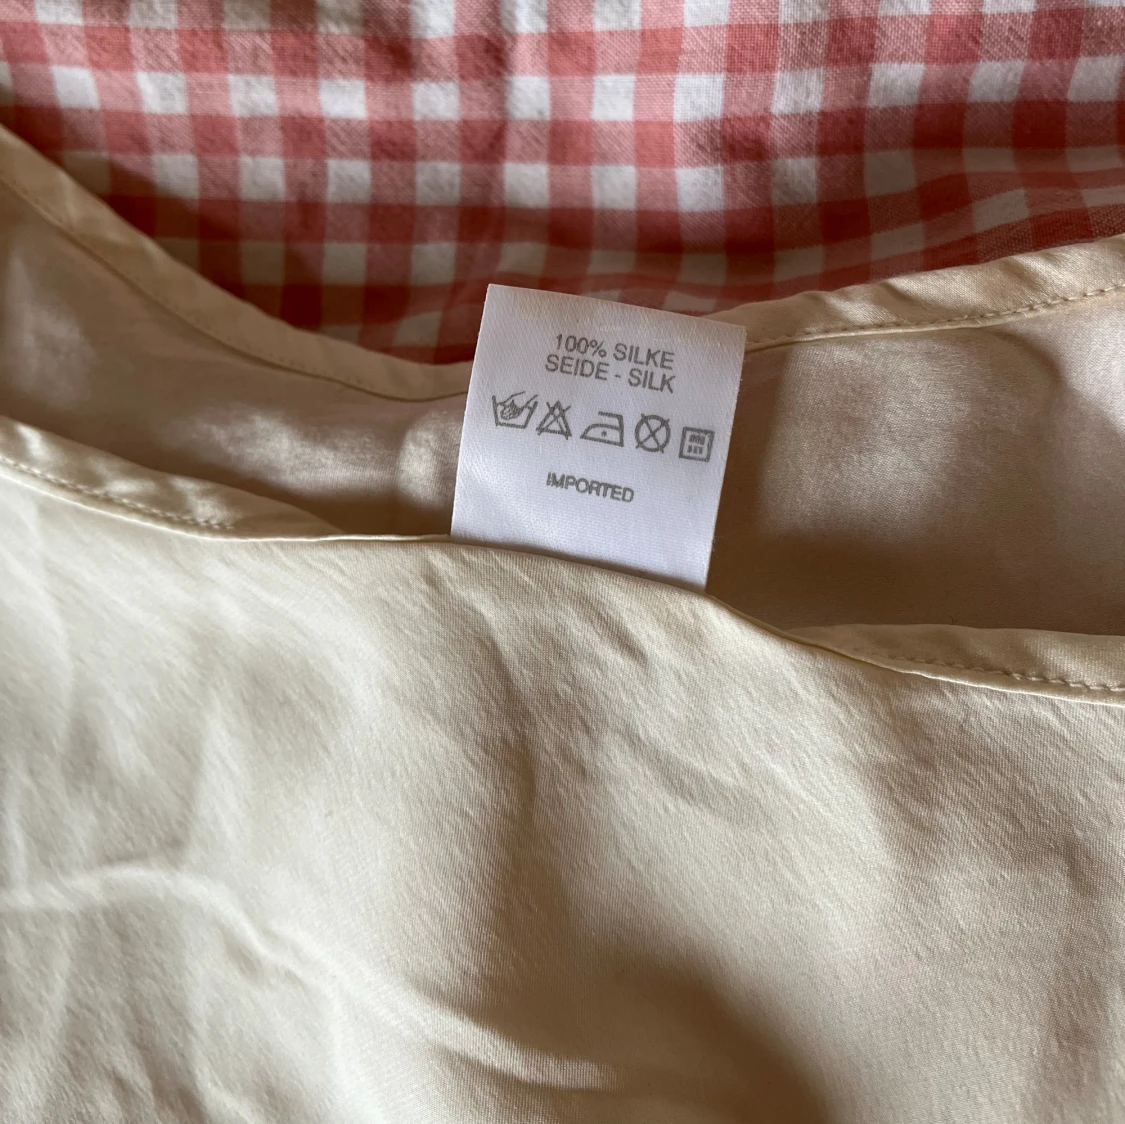 100% SILKE
SEIDE - SILK
IMPORTED